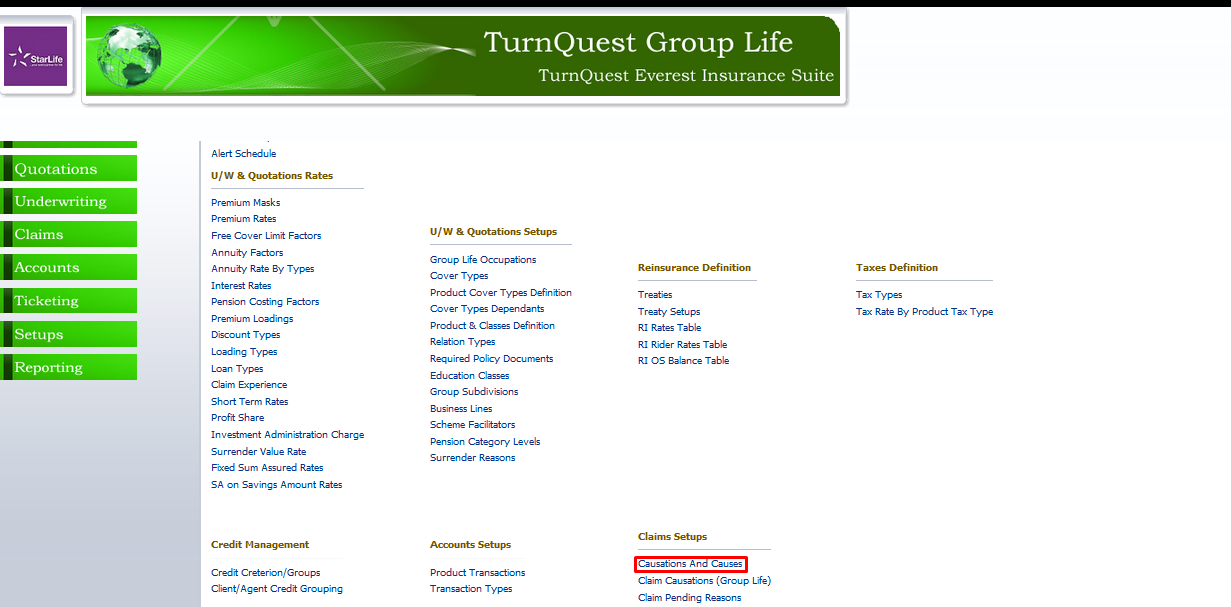 StarLife
TurnQuest Group Life
TurnQuest Everest Insurance Suite
Quotations
Underwriting
Claims
Accounts
Ticketing
Setups
Reporting
Alert Schedule
U/W & Quotations Rates
Premium Masks
Premium Rates
Free Cover Limit Factors
Annuity Factors
Annuity Rate By Types
Interest Rates
Pension Costing Factors
Premium Loadings
Discount Types
Loading Types
Loan Types
Claim Experience
Short Term Rates
Profit Share
Investment Administration Charge
Surrender Value Rate
Fixed Sum Assured Rates
SA on Savings Amount Rates
U/W & Quotations Setups
Group Life Occupations
Cover Types
Product Cover Types Definition
Cover Types Dependants
Product & Classes Definition
Relation Types
Required Policy Documents
Education Classes
Group Subdivisions
Business Lines
Scheme Facilitators
Pension Category Levels
Surrender Reasons
Reinsurance Definition
Treaties
Treaty Setups
RI Rates Table
RI Rider Rates Table
RI OS Balance Table
Taxes Definition
Tax Types
Tax Rate By Product Tax Type
Credit Management
Credit Creterion/Groups
Client/Agent Credit Grouping
Accounts Setups
Product Transactions
Transaction Types
Claims Setups
Causations And Causes
Claim Causations (Group Life)
Claim Pending Reasons